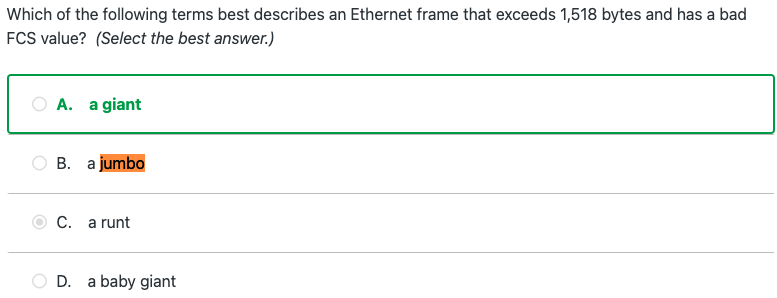 Which of the following terms best describes an Ethernet frame that exceeds 1,518 bytes and has a bad
FCS value? (Select the best answer.)
A. a giant
B. a jumbo
C. a runt
D. a baby giant